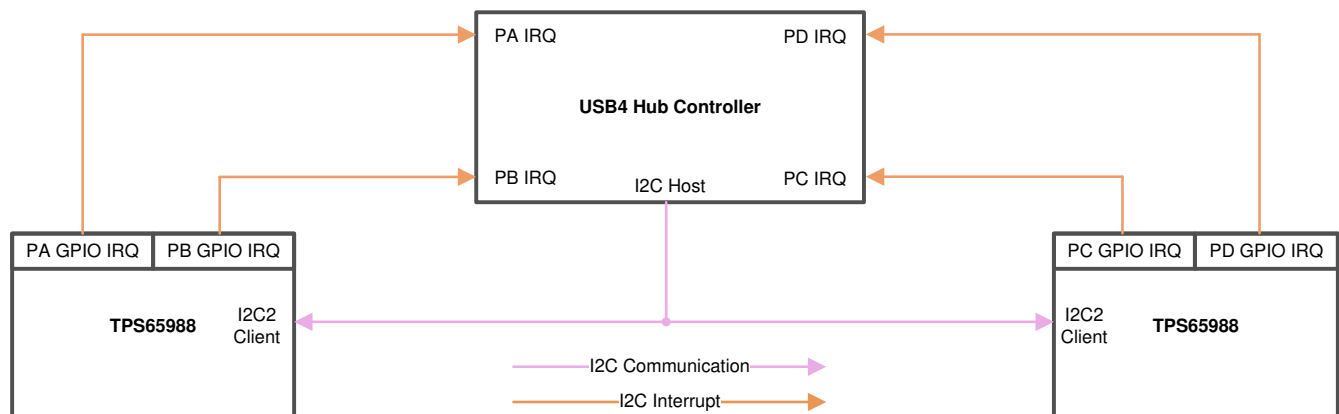 PA IRQ
PD IRQ
USB4 Hub Controller
PB IRQ
I2C Host
PC IRQ
PA GPIO IRQ
PB GPIO IRQ
PC GPIO IRQ
PD GPIO IRQ
TPS65988
I2C2
Client
I2C2
Client
TPS65988
I2C Communication
I2C Interrupt